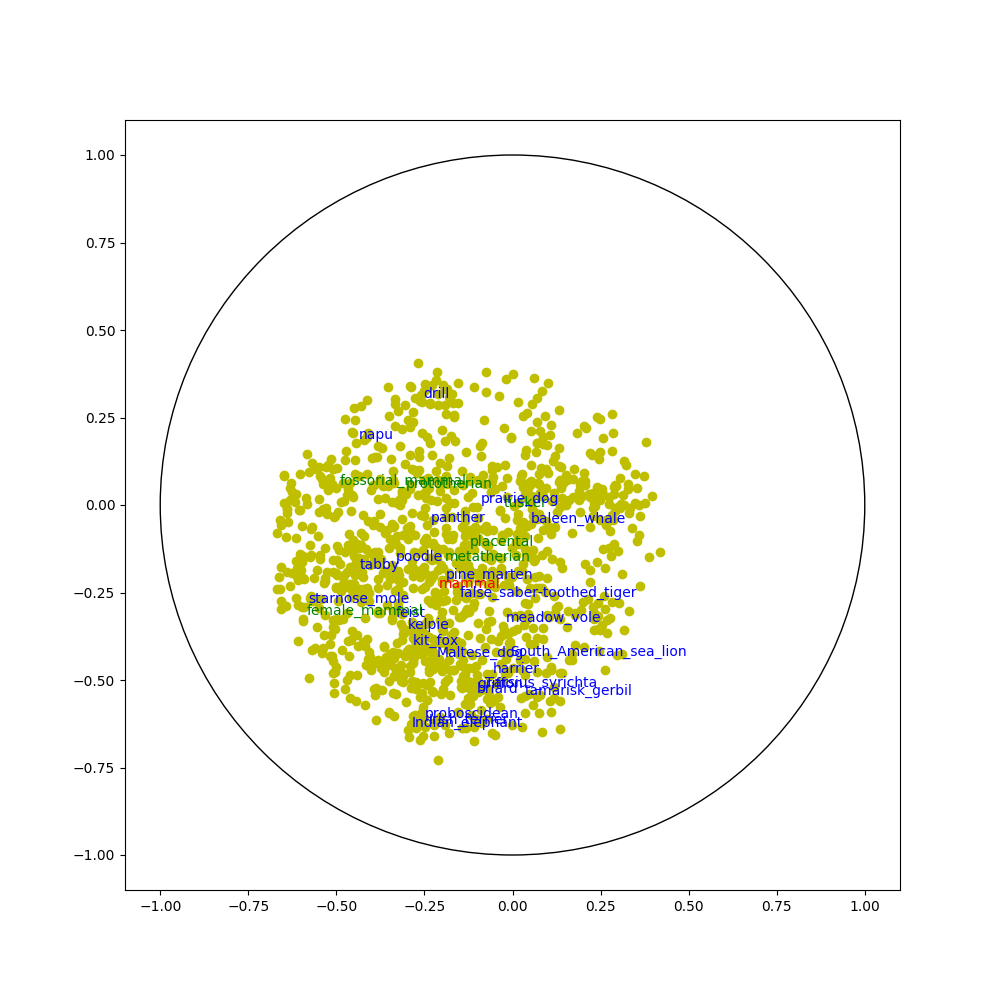 1.00
0.75
0.50
0.25
0.00
−0.25
−0.50
−0.75
−1.00
drill
napu
fossorial_mammal
prototherian
prairie_dog
tusker
panther
baleen_whale
placental
poodle
metatherian
tabby
pine_marten
mammal
false_saber-toothed_tiger
starnose_mole
female_mammal
feist
meadow_vole
kelpie
kit_fox
Maltese_dog
South_American_sea_lion
harrier
Tarsius_syrichta
briard
tamarisk_gerbil
proboscidean
Indian_elephant
−1.00 −0.75 −0.50 −0.25 0.00 0.25 0.50 0.75 1.00